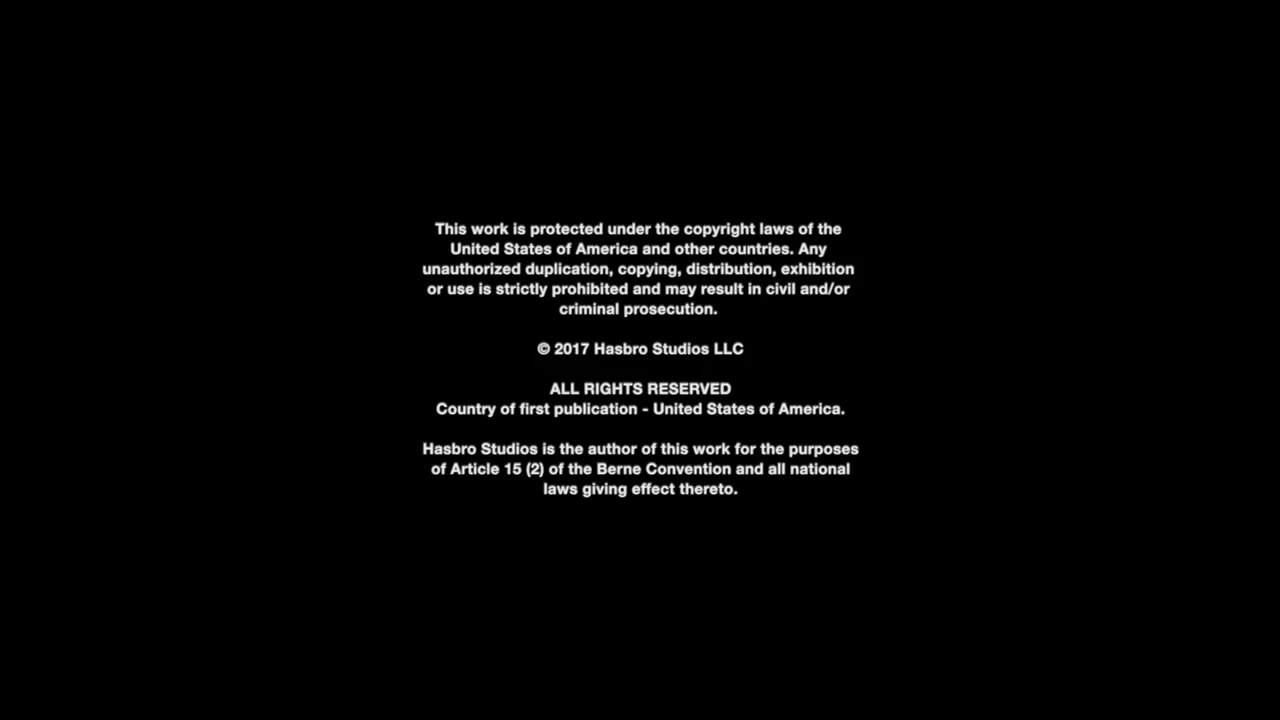 This work is protected under the copyright laws of the
United States of America and other countries. Any
unauthorized duplication, copying, distribution, exhibition
or use is strictly prohibited and may result in civil and/or
criminal prosecution.
© 2017 Hasbro Studios LLC
ALL RIGHTS RESERVED
Country of first publication - United States of America.
Hasbro Studios is the author of this work for the purposes
of Article 15 (2) of the Berne Convention and all national
laws giving effect thereto.